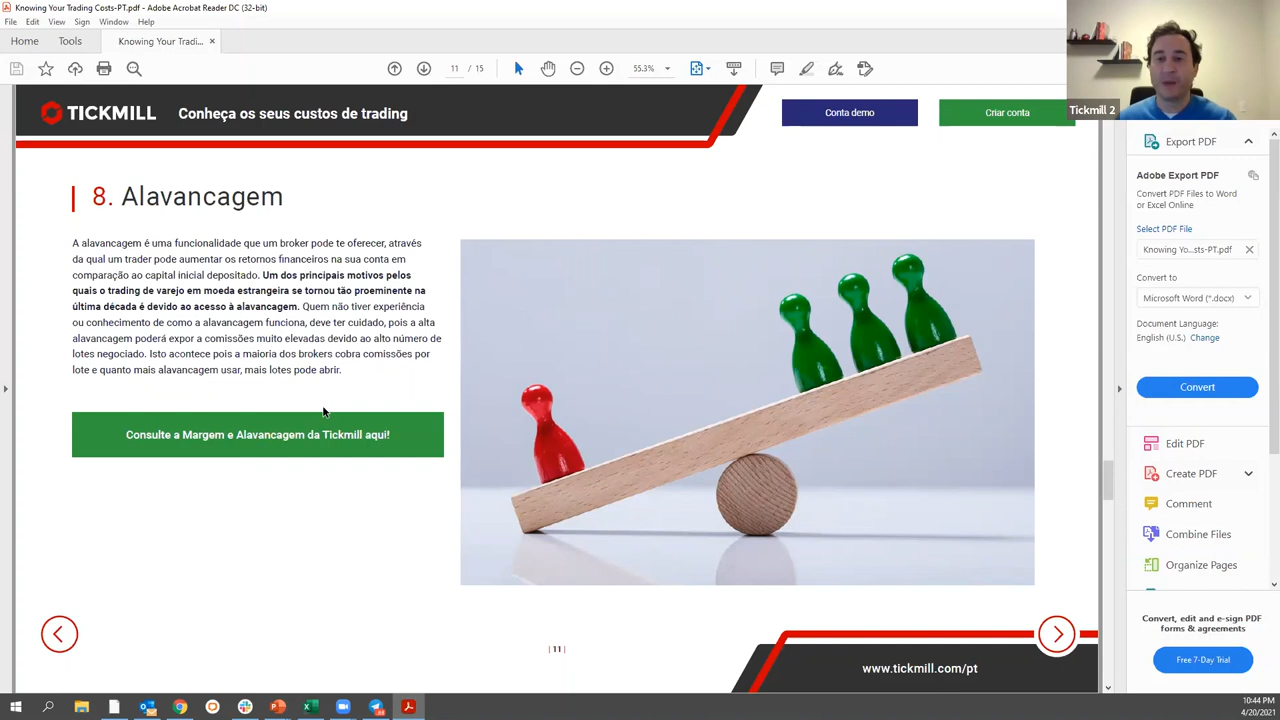 Knowing Your Trading Costs-PT.pdf - Adobe Acrobat Reader DC (32-bit)
File Edit View Sign Window Help
Home Tools Knowing Your Tradi... ×
11 / 15 55.3%
TICKMILL Conheça os seus custos de trading
Conta demo
Criar conta
Tickmill 2
8. Alavancagem
A alavancagem é uma funcionalidade que um broker pode te oferecer, através
da qual um trader pode aumentar os retornos financeiros na sua conta em
comparação ao capital inicial depositado. Um dos principais motivos pelos
quais o trading de varejo em moeda estrangeira se tornou tão proeminente na
última década é devido ao acesso à alavancagem. Quem não tiver experiência
ou conhecimento de como a alavancagem funciona, deve ter cuidado, pois a alta
alavancagem poderá expor a comissões muito elevadas devido ao alto número de
lotes negociado. Isto acontece pois a maioria dos brokers cobra comissões por
lote e quanto mais alavancagem usar, mais lotes pode abrir.
Consulte a Margem e Alavancagem da Tickmill aqui!
| 11 |
www.tickmill.com/pt
Export PDF
Adobe Export PDF
Convert PDF Files to Word
or Excel Online
Select PDF File
Knowing Yo...sts-PT.pdf
Convert to
Microsoft Word (*.docx)
Document Language:
English (U.S.) Change
Convert
Edit PDF
Create PDF
Comment
Combine Files
Organize Pages
Convert, edit and e-sign PDF
forms & agreements
Free 7-Day Trial
10:44 PM
4/20/2021